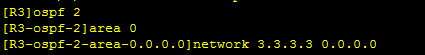 [R3]ospf 2
[R3-ospf-2]area 0
[R3-ospf-2-area-0.0.0.0]network 3.3.3.3 0.0.0.0